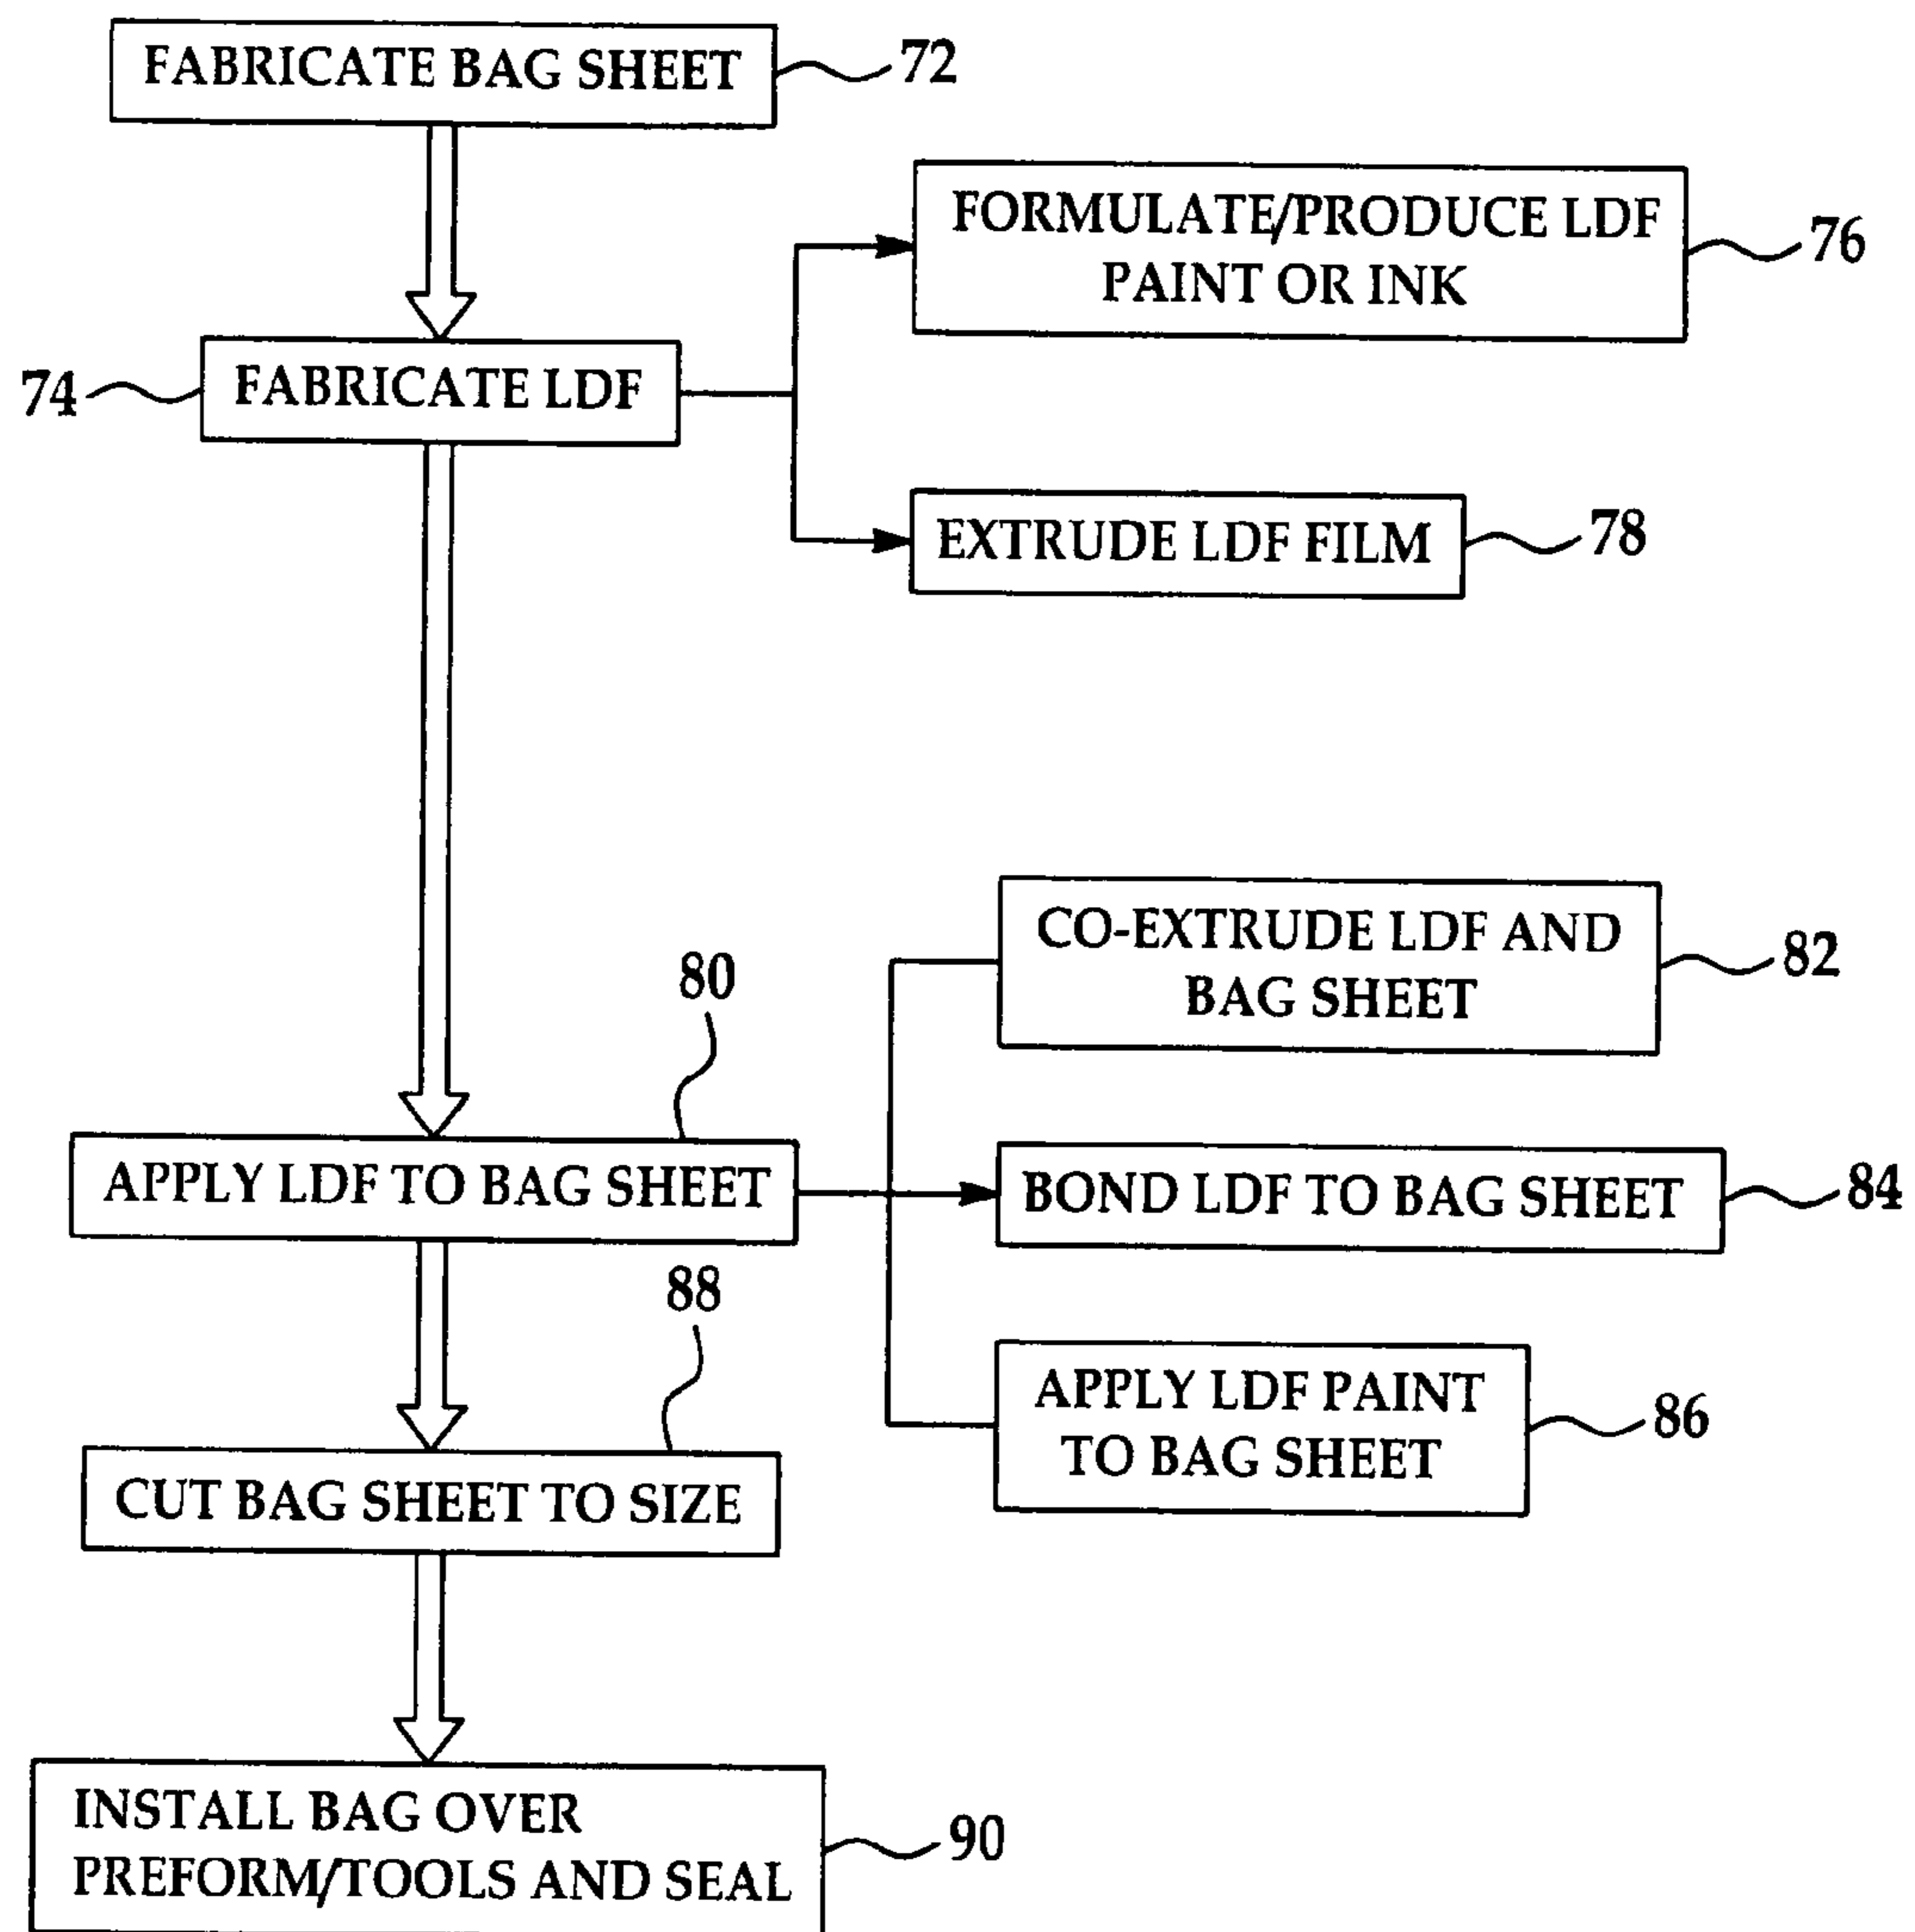 FABRICATE BAG SHEET
72
FORMULATE/PRODUCE LDF
PAINT OR INK
76
74
FABRICATE LDF
EXTRUDE LDF FILM
78
CO-EXTRUDE LDF AND
BAG SHEET
82
80
APPLY LDF TO BAG SHEET
BOND LDF TO BAG SHEET
84
88
APPLY LDF PAINT
TO BAG SHEET
86
CUT BAG SHEET TO SIZE
INSTALL BAG OVER
PREFORM/TOOLS AND SEAL
90